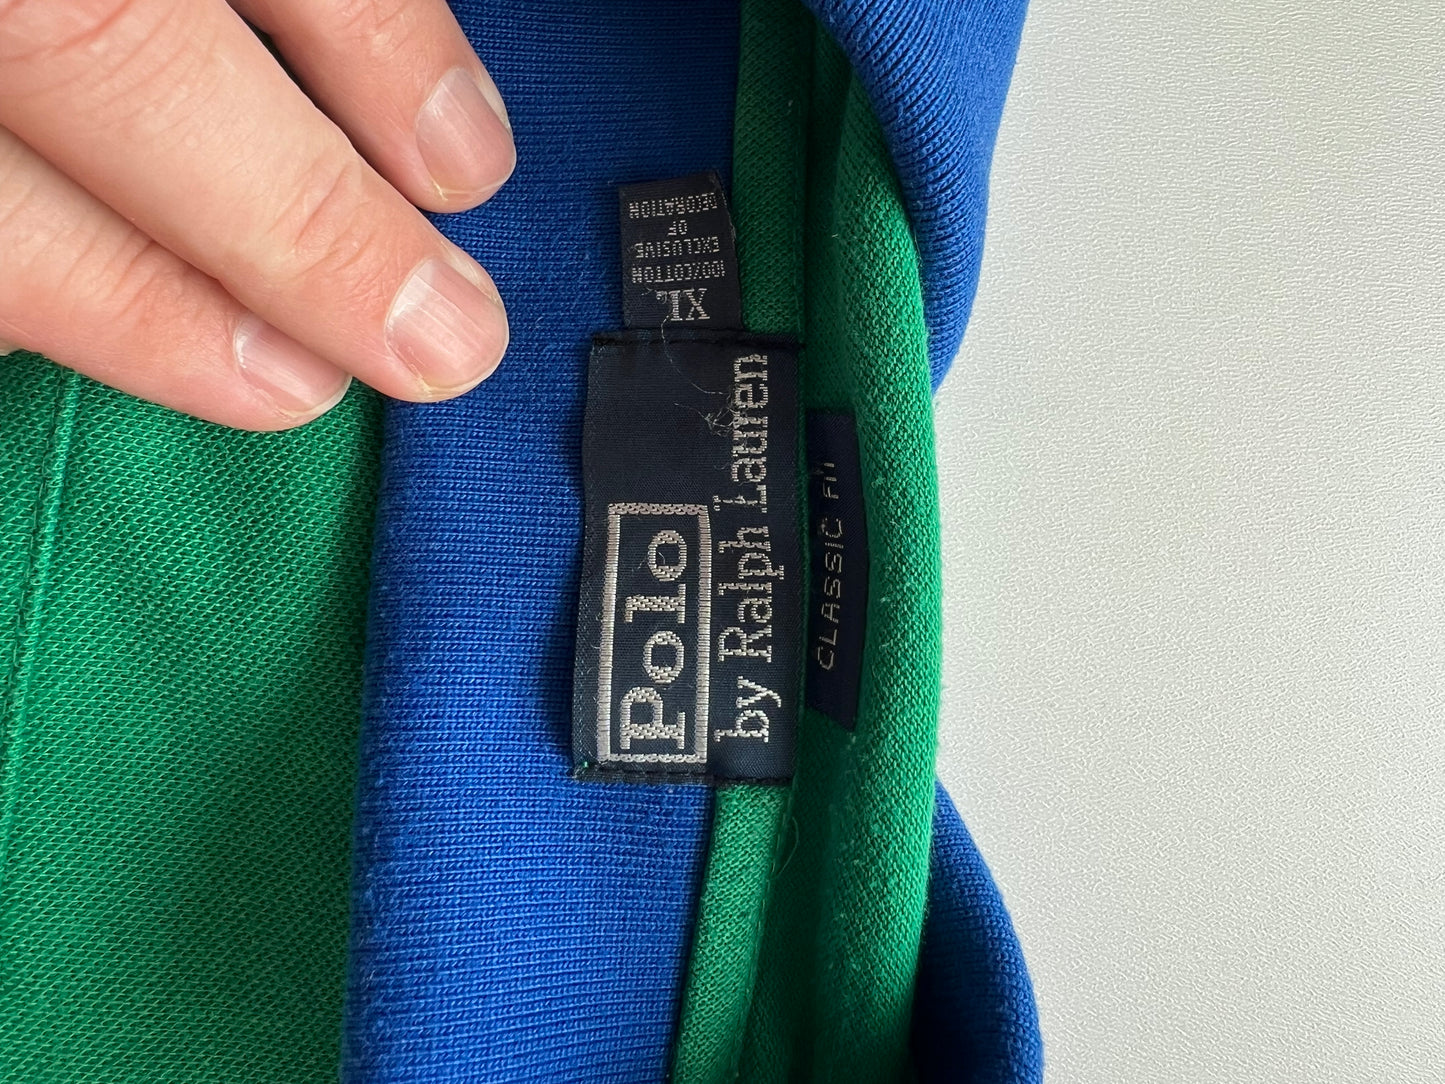 Polo
by Ralph Lauren
XL
100% COTTON
EXCLUSIVE
OF
DECORATION
CLASSIC FIT